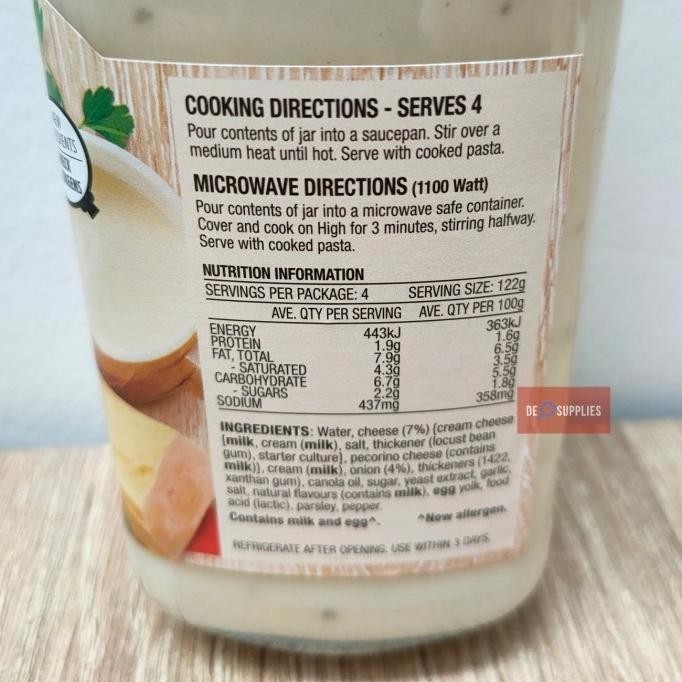 COOKING DIRECTIONS - SERVES 4
Pour contents of jar into a saucepan. Stir over a
medium heat until hot. Serve with cooked pasta.
MICROWAVE DIRECTIONS (1100 Watt)
Pour contents of jar into a microwave safe container.
Cover and cook on High for 3 minutes, stirring halfway.
Serve with cooked pasta.
NUTRITION INFORMATION
SERVINGS PER PACKAGE: 4 SERVING SIZE: 122g
AVE. QTY PER SERVING AVE. QTY PER 100g
ENERGY 443kJ 363kJ
PROTEIN 1.9g 1.6g
FAT, TOTAL 7.9g 6.5g
- SATURATED 4.3g 3.5g
CARBOHYDRATE 6.7g 5.5g
- SUGARS 2.2g 1.8g
SODIUM 437mg 358mg
INGREDIENTS: Water, cheese (7%) (cream cheese
[milk, cream (milk), salt, thickener (locust bean
gum), starter culture], pecorino cheese (contains
milk)), cream (milk), onion (4%), thickeners (1422,
xanthan gum), canola oil, sugar, yeast extract, garlic,
salt, natural flavours (contains milk), egg yolk, food
acid (lactic), parsley, pepper.
Contains milk and egg^. ^New allergen.
REFRIGERATE AFTER OPENING. USE WITHIN 3 DAYS.
DE SUPPLIES